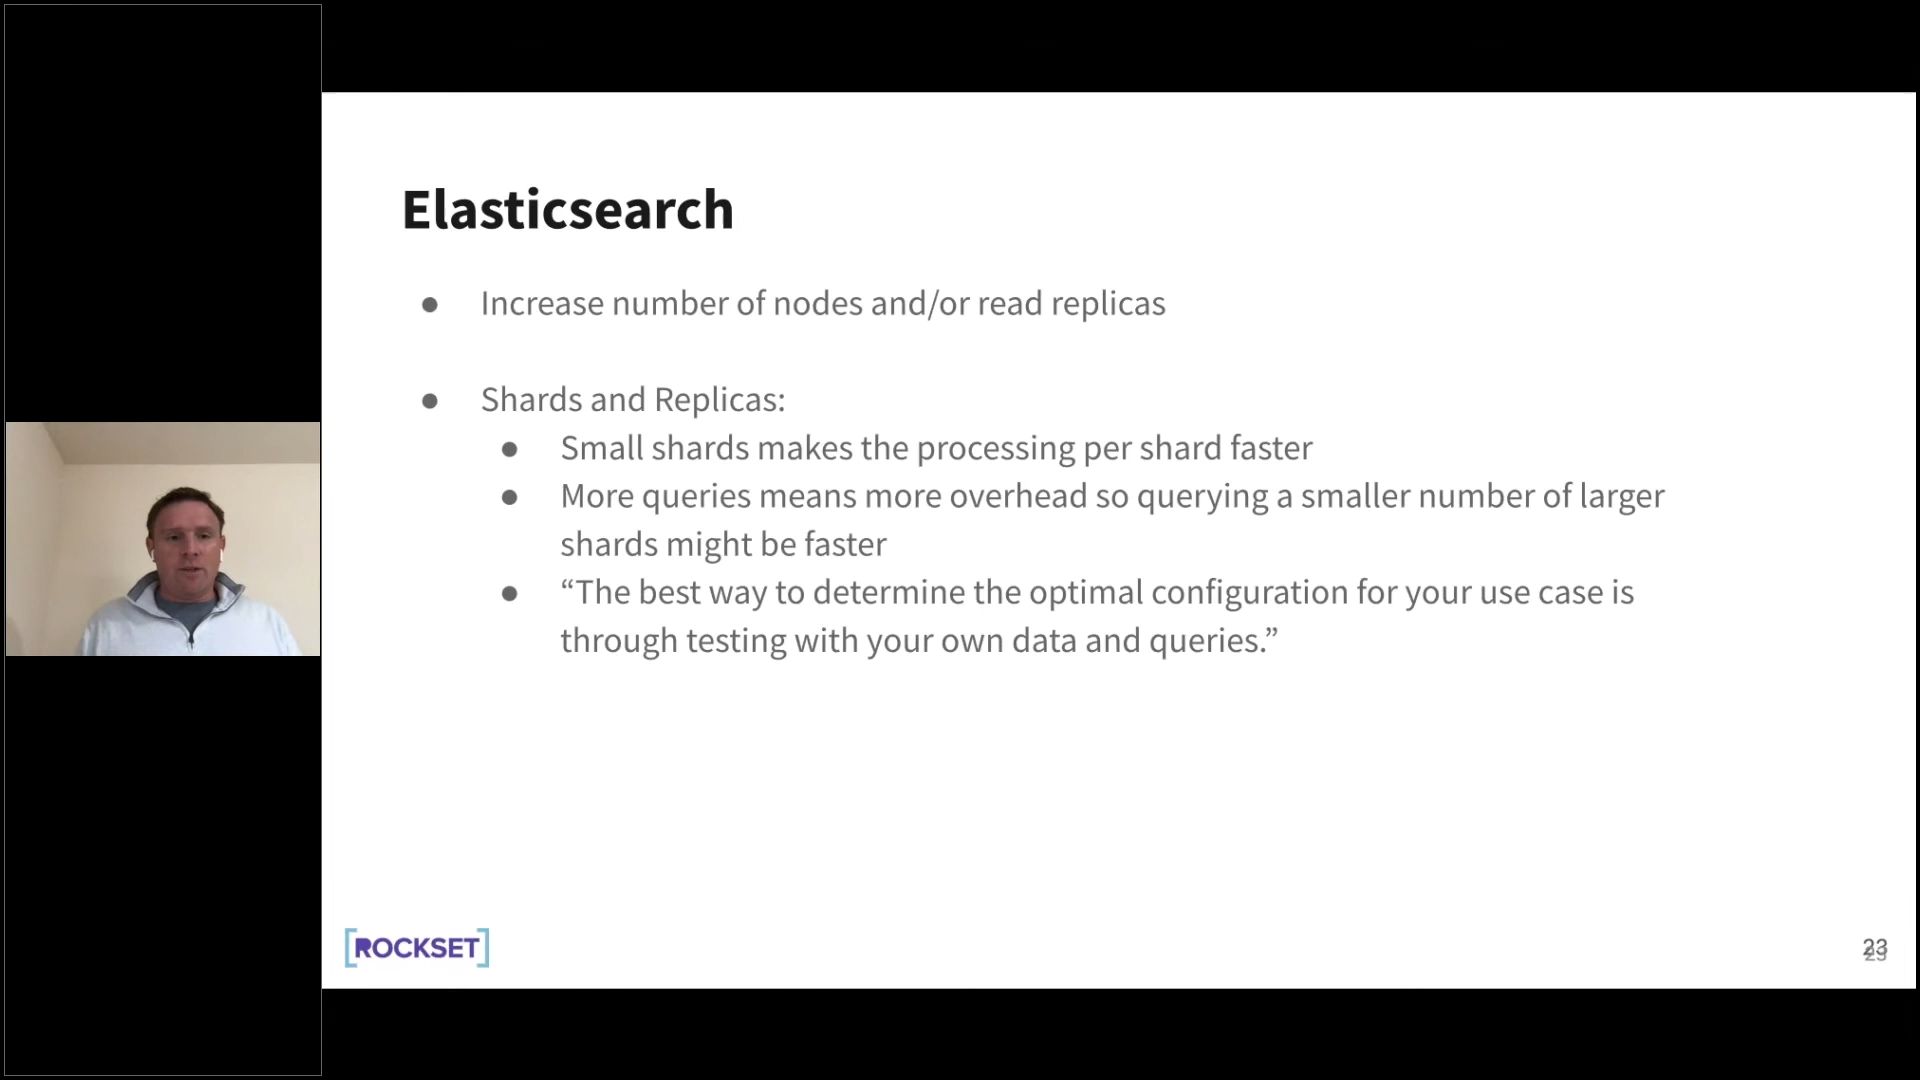 Elasticsearch
● Increase number of nodes and/or read replicas
● Shards and Replicas:
● Small shards makes the processing per shard faster
● More queries means more overhead so querying a smaller number of larger
shards might be faster
● “The best way to determine the optimal configuration for your use case is
through testing with your own data and queries.”
[ROCKSET]
23
23